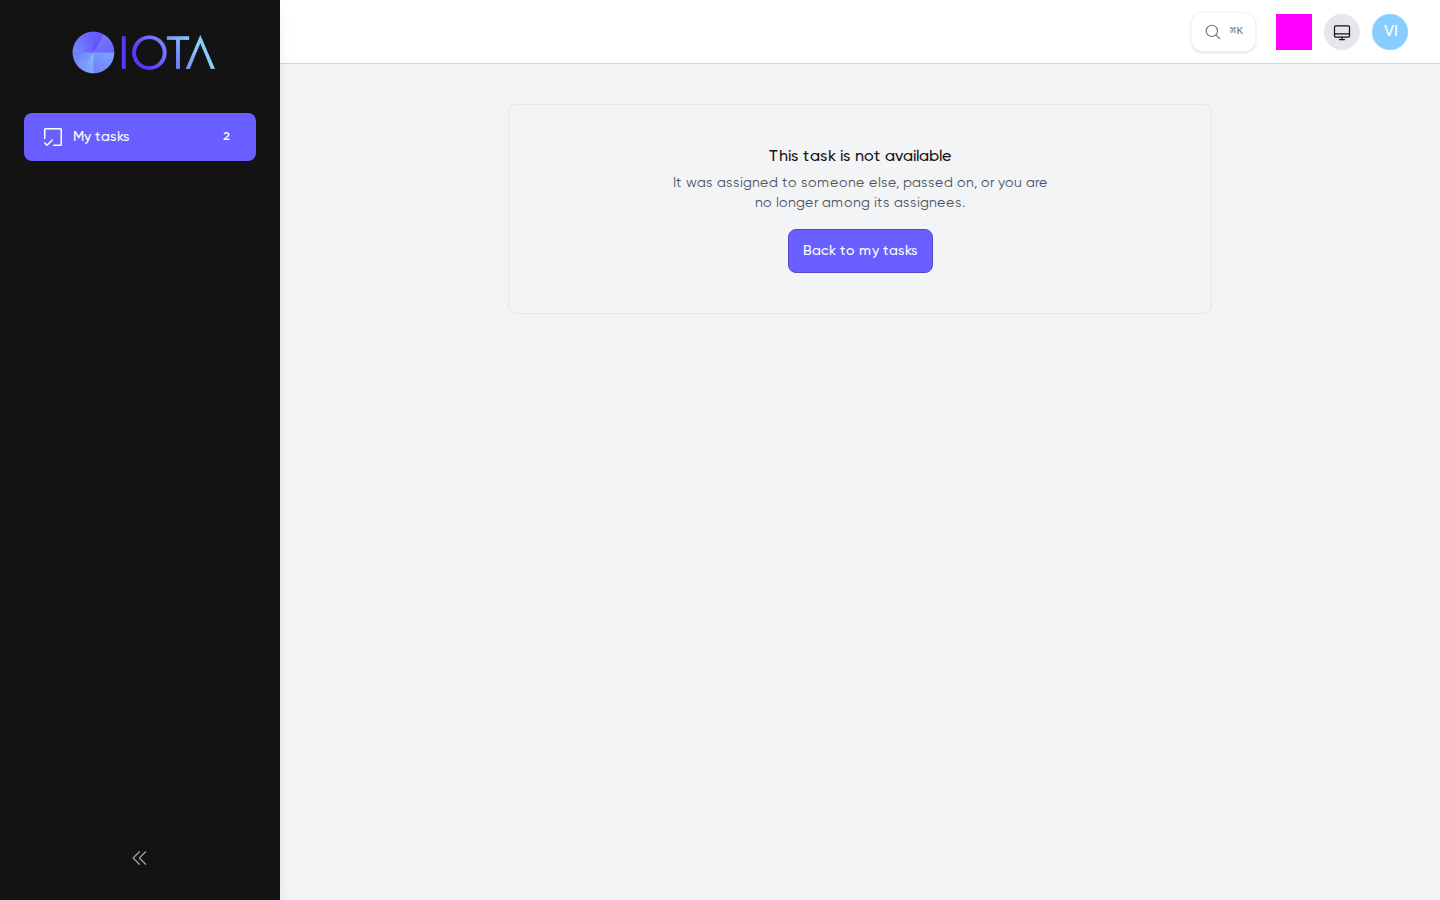 IOTA
⌘K
VI
My tasks
2
This task is not available
It was assigned to someone else, passed on, or you are
no longer among its assignees.
Back to my tasks